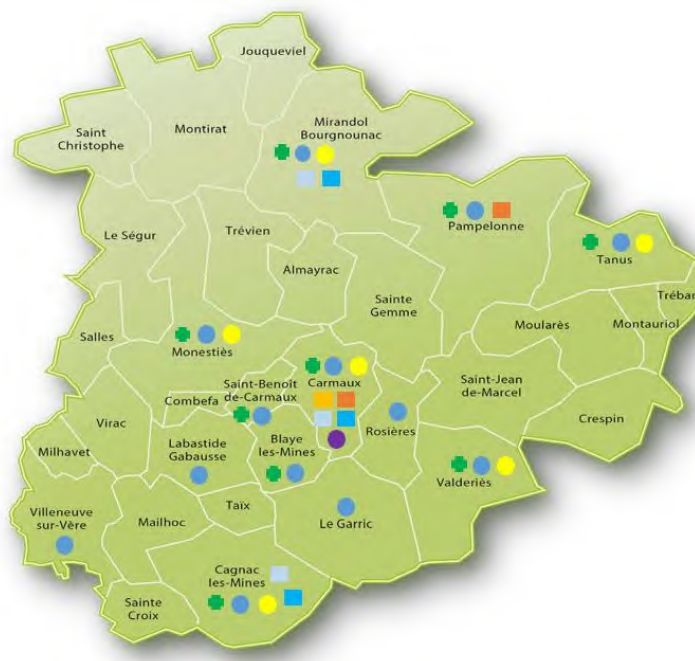 Jouqueviel
Mirandol
Bourgnounac
Montirat
Saint
Christophe
Le Ségur
Trévien
Almayrac
Pampelonne
Tanus
Sainte
Gemme
Trébar
Moularès
Montauriol
Salles
Monestiès
Saint-Benoît
de-Carmaux
Carmaux
Combefa
Saint-Jean
de-Marcel
Crespin
Virac
Milhavet
Labastide
Gabausse
Blaye
les-Mines
Rosières
Valderiès
Villeneuve
sur-Vère
Mailhoc
Taïx
Le Garric
Cagnac
les-Mines
Sainte
Croix